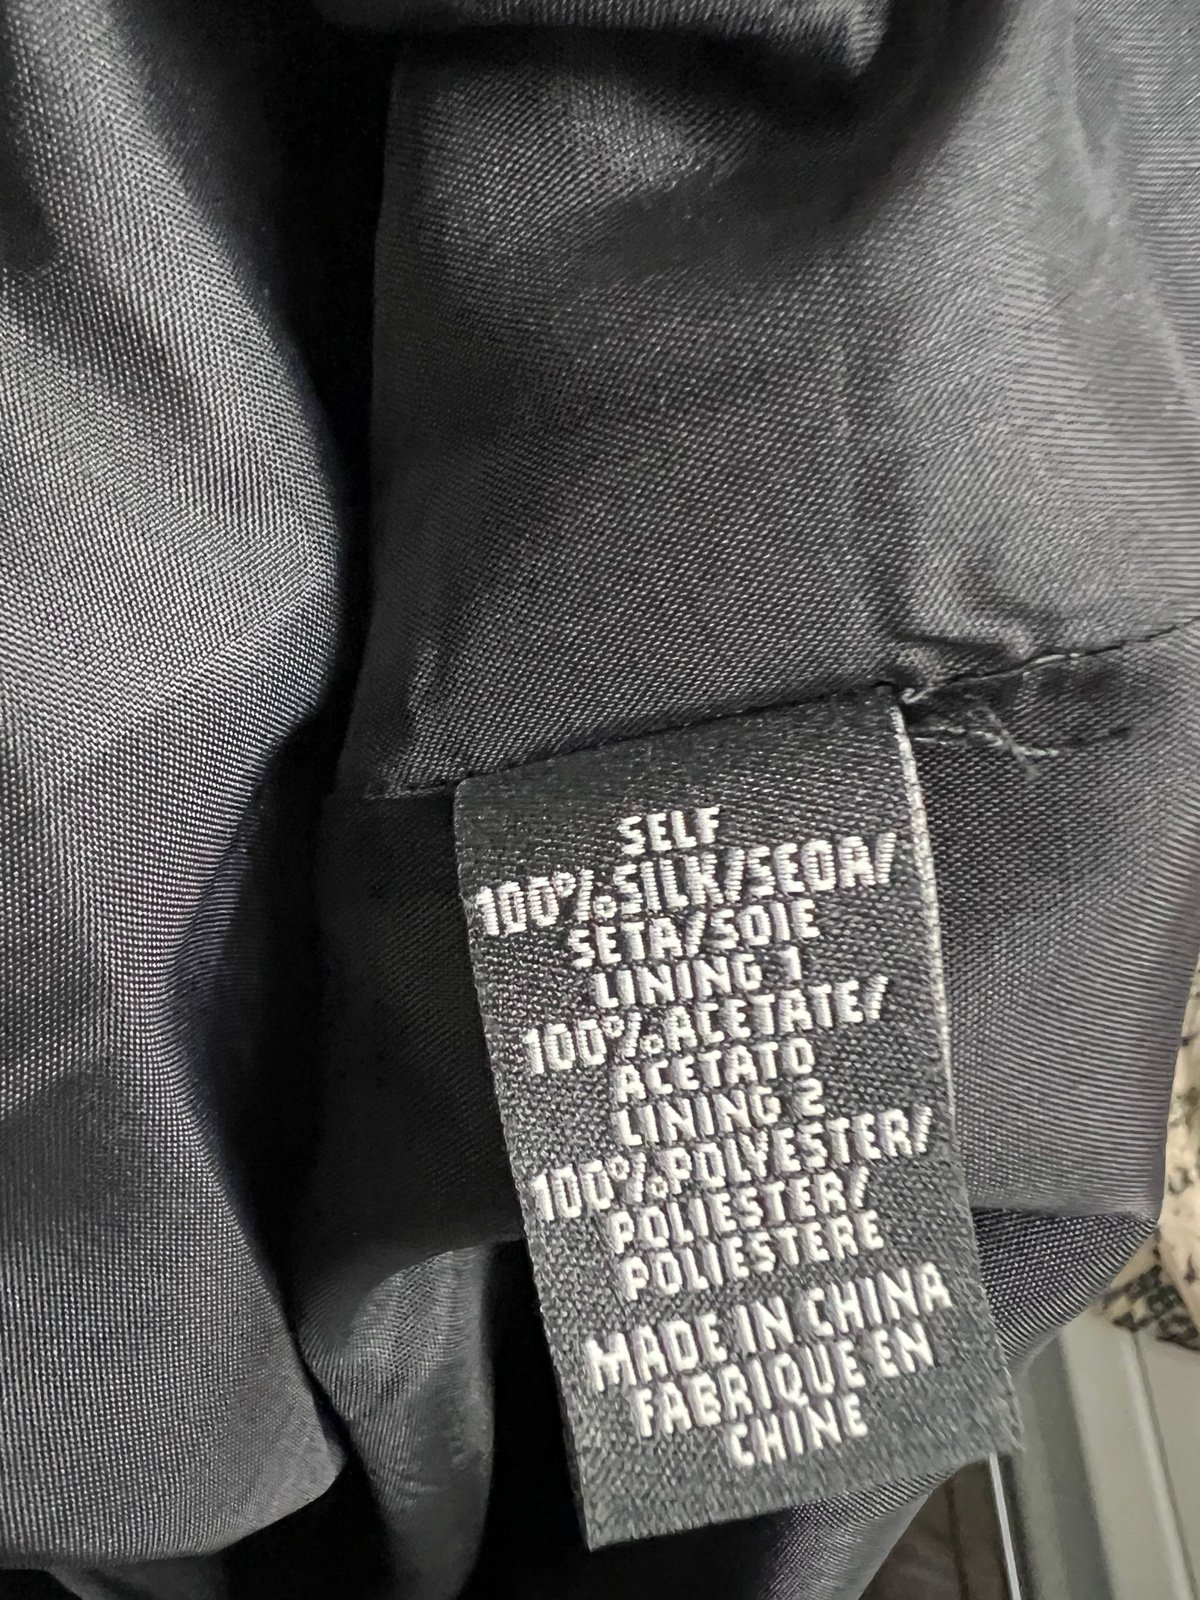 SELF
100%SILK/SEDA/
SETA/SOIE
LINING 1
100%ACETATE/
ACETATO
LINING 2
100%POLYESTER/
POLIESTER/
POLIESTERE
MADE IN CHINA
FABRIQUE EN
CHINE